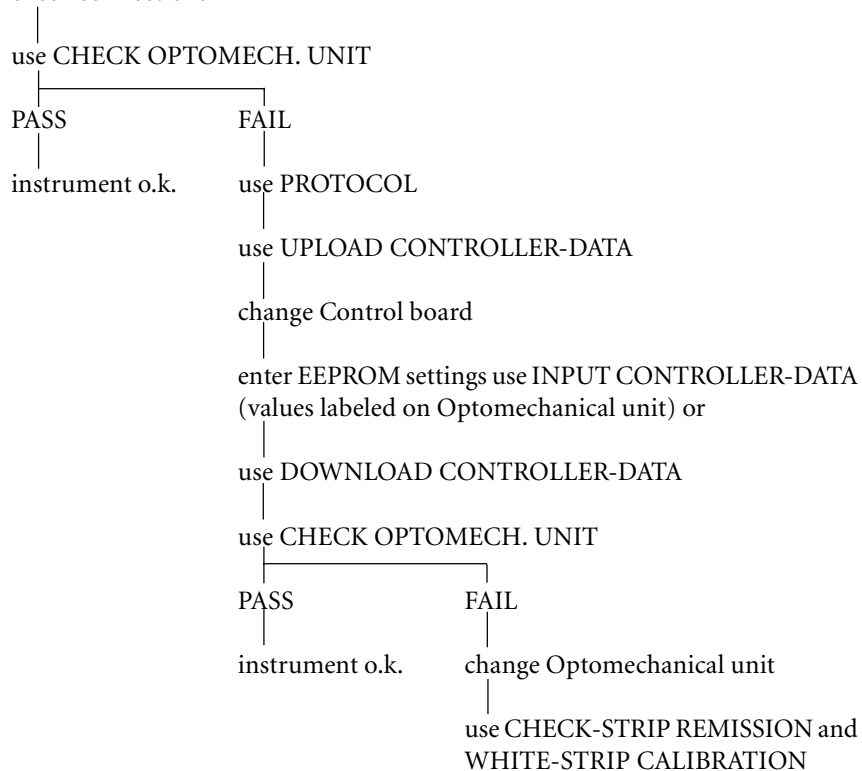 use CHECK OPTOMECH. UNIT
PASS FAIL
instrument o.k. use PROTOCOL
use UPLOAD CONTROLLER-DATA
change Control board
enter EEPROM settings use INPUT CONTROLLER-DATA
(values labeled on Optomechanical unit) or
use DOWNLOAD CONTROLLER-DATA
use CHECK OPTOMECH. UNIT
PASS FAIL
instrument o.k. change Optomechanical unit
use CHECK-STRIP REMISSION and
WHITE-STRIP CALIBRATION